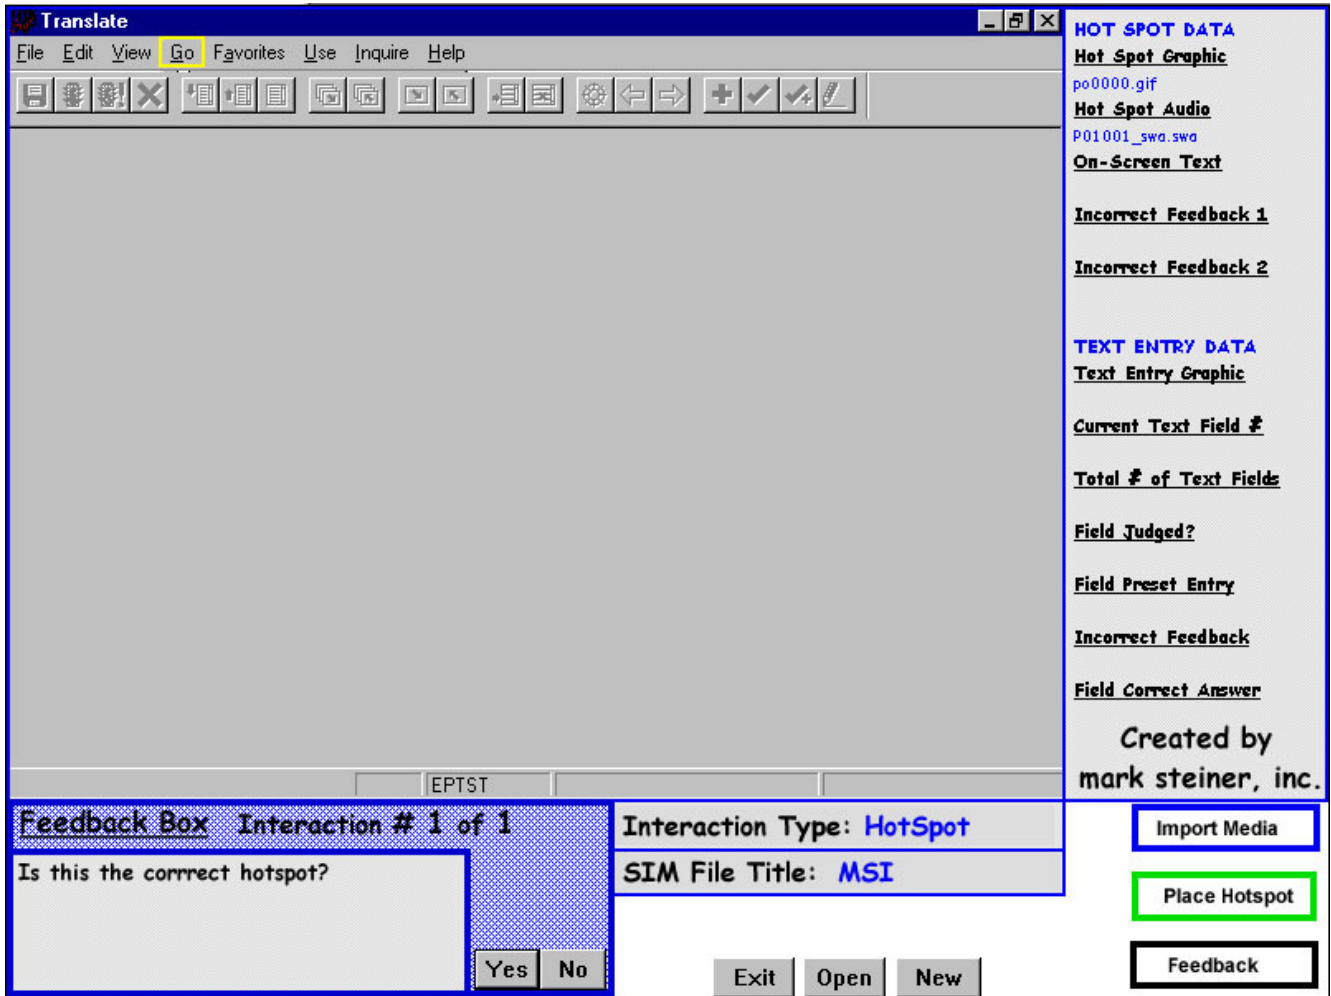 Translate
File Edit View Go Favorites Use Inquire Help
EPTST
HOT SPOT DATA
Hot Spot Graphic
po0000.gif
Hot Spot Audio
P01001_swa.swa
On-Screen Text
Incorrect Feedback 1
Incorrect Feedback 2
TEXT ENTRY DATA
Text Entry Graphic
Current Text Field #
Total # of Text Fields
Field Judged?
Field Preset Entry
Incorrect Feedback
Field Correct Answer
Created by
mark steiner, inc.
Feedback Box Interaction # 1 of 1
Is this the corrrect hotspot?
Yes No
Interaction Type: HotSpot
SIM File Title: MSI
Exit Open New
Import Media
Place Hotspot
Feedback